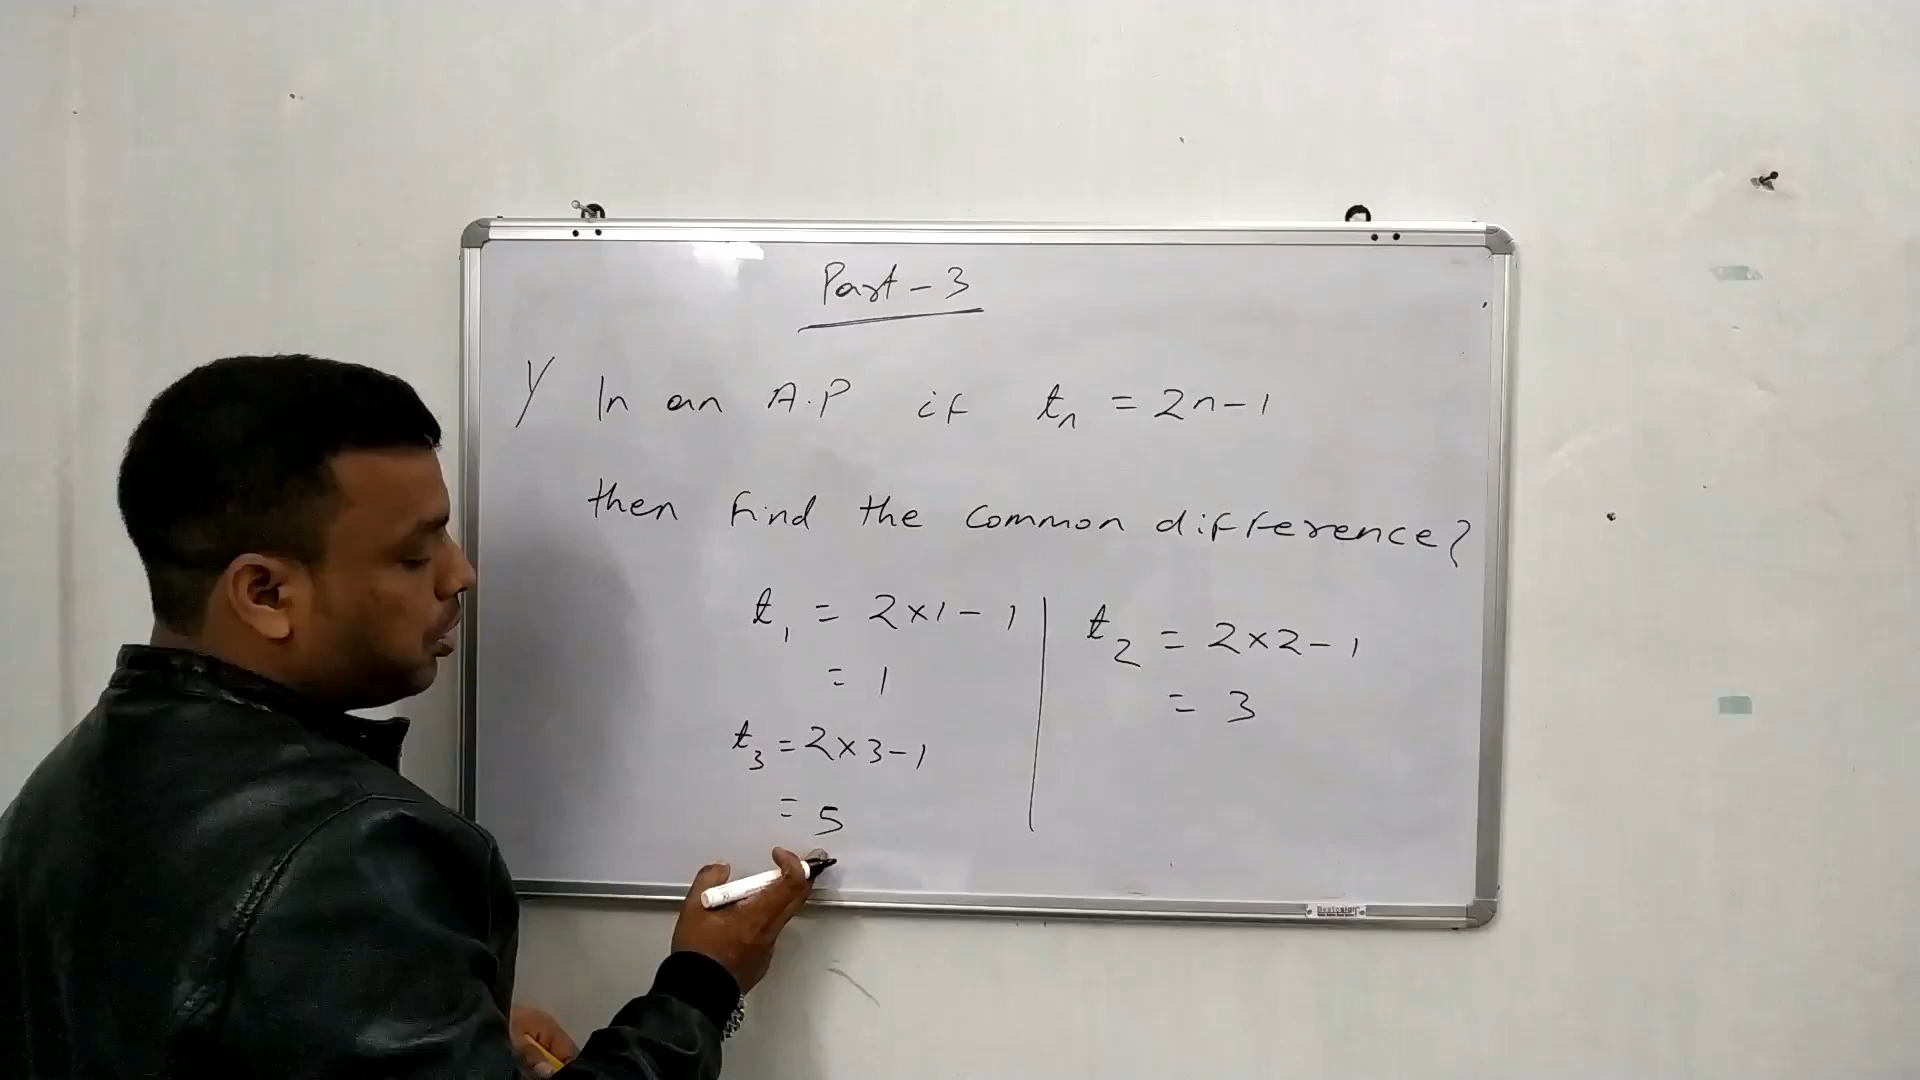 Part - 3
1) In an A.P if tₙ = 2n-1
then find the common difference?
t₁ = 2×1-1
= 1
t₃ = 2×3-1
= 5
t₂ = 2×2-1
= 3